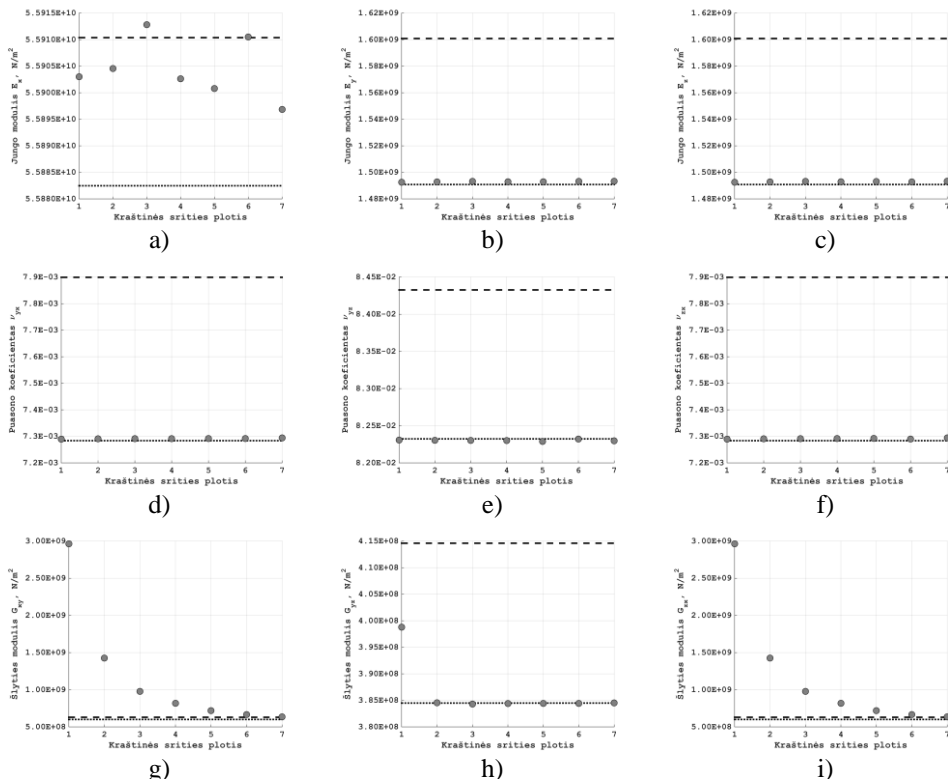 5.5915E+10
5.5910E+10
5.5905E+10
5.5900E+10
5.5895E+10
5.5890E+10
5.5885E+10
5.5880E+10
Jungo modulis Ex, N/m²
1 2 3 4 5 6 7
Kraštinės srities plotis
a)
1.62E+09
1.60E+09
1.58E+09
1.56E+09
1.54E+09
1.52E+09
1.50E+09
1.48E+09
Jungo modulis Ey, N/m²
1 2 3 4 5 6 7
Kraštinės srities plotis
b)
1.62E+09
1.60E+09
1.58E+09
1.56E+09
1.54E+09
1.52E+09
1.50E+09
1.48E+09
Jungo modulis Ez, N/m²
1 2 3 4 5 6 7
Kraštinės srities plotis
c)
7.9E-03
7.8E-03
7.7E-03
7.6E-03
7.5E-03
7.4E-03
7.3E-03
7.2E-03
Puasono koeficientas νyx
1 2 3 4 5 6 7
Kraštinės srities plotis
d)
8.45E-02
8.40E-02
8.35E-02
8.30E-02
8.25E-02
8.20E-02
Puasono koeficientas νyz
1 2 3 4 5 6 7
Kraštinės srities plotis
e)
7.9E-03
7.8E-03
7.7E-03
7.6E-03
7.5E-03
7.4E-03
7.3E-03
7.2E-03
Puasono koeficientas νzx
1 2 3 4 5 6 7
Kraštinės srities plotis
f)
3.00E+09
2.50E+09
2.00E+09
1.50E+09
1.00E+09
5.00E+08
Šlyties modulis Gxy, N/m²
1 2 3 4 5 6 7
Kraštinės srities plotis
g)
4.15E+08
4.10E+08
4.05E+08
4.00E+08
3.95E+08
3.90E+08
3.85E+08
3.80E+08
Šlyties modulis Gyz, N/m²
1 2 3 4 5 6 7
Kraštinės srities plotis
h)
3.00E+09
2.50E+09
2.00E+09
1.50E+09
1.00E+09
5.00E+08
Šlyties modulis Gzx, N/m²
1 2 3 4 5 6 7
Kraštinės srities plotis
i)